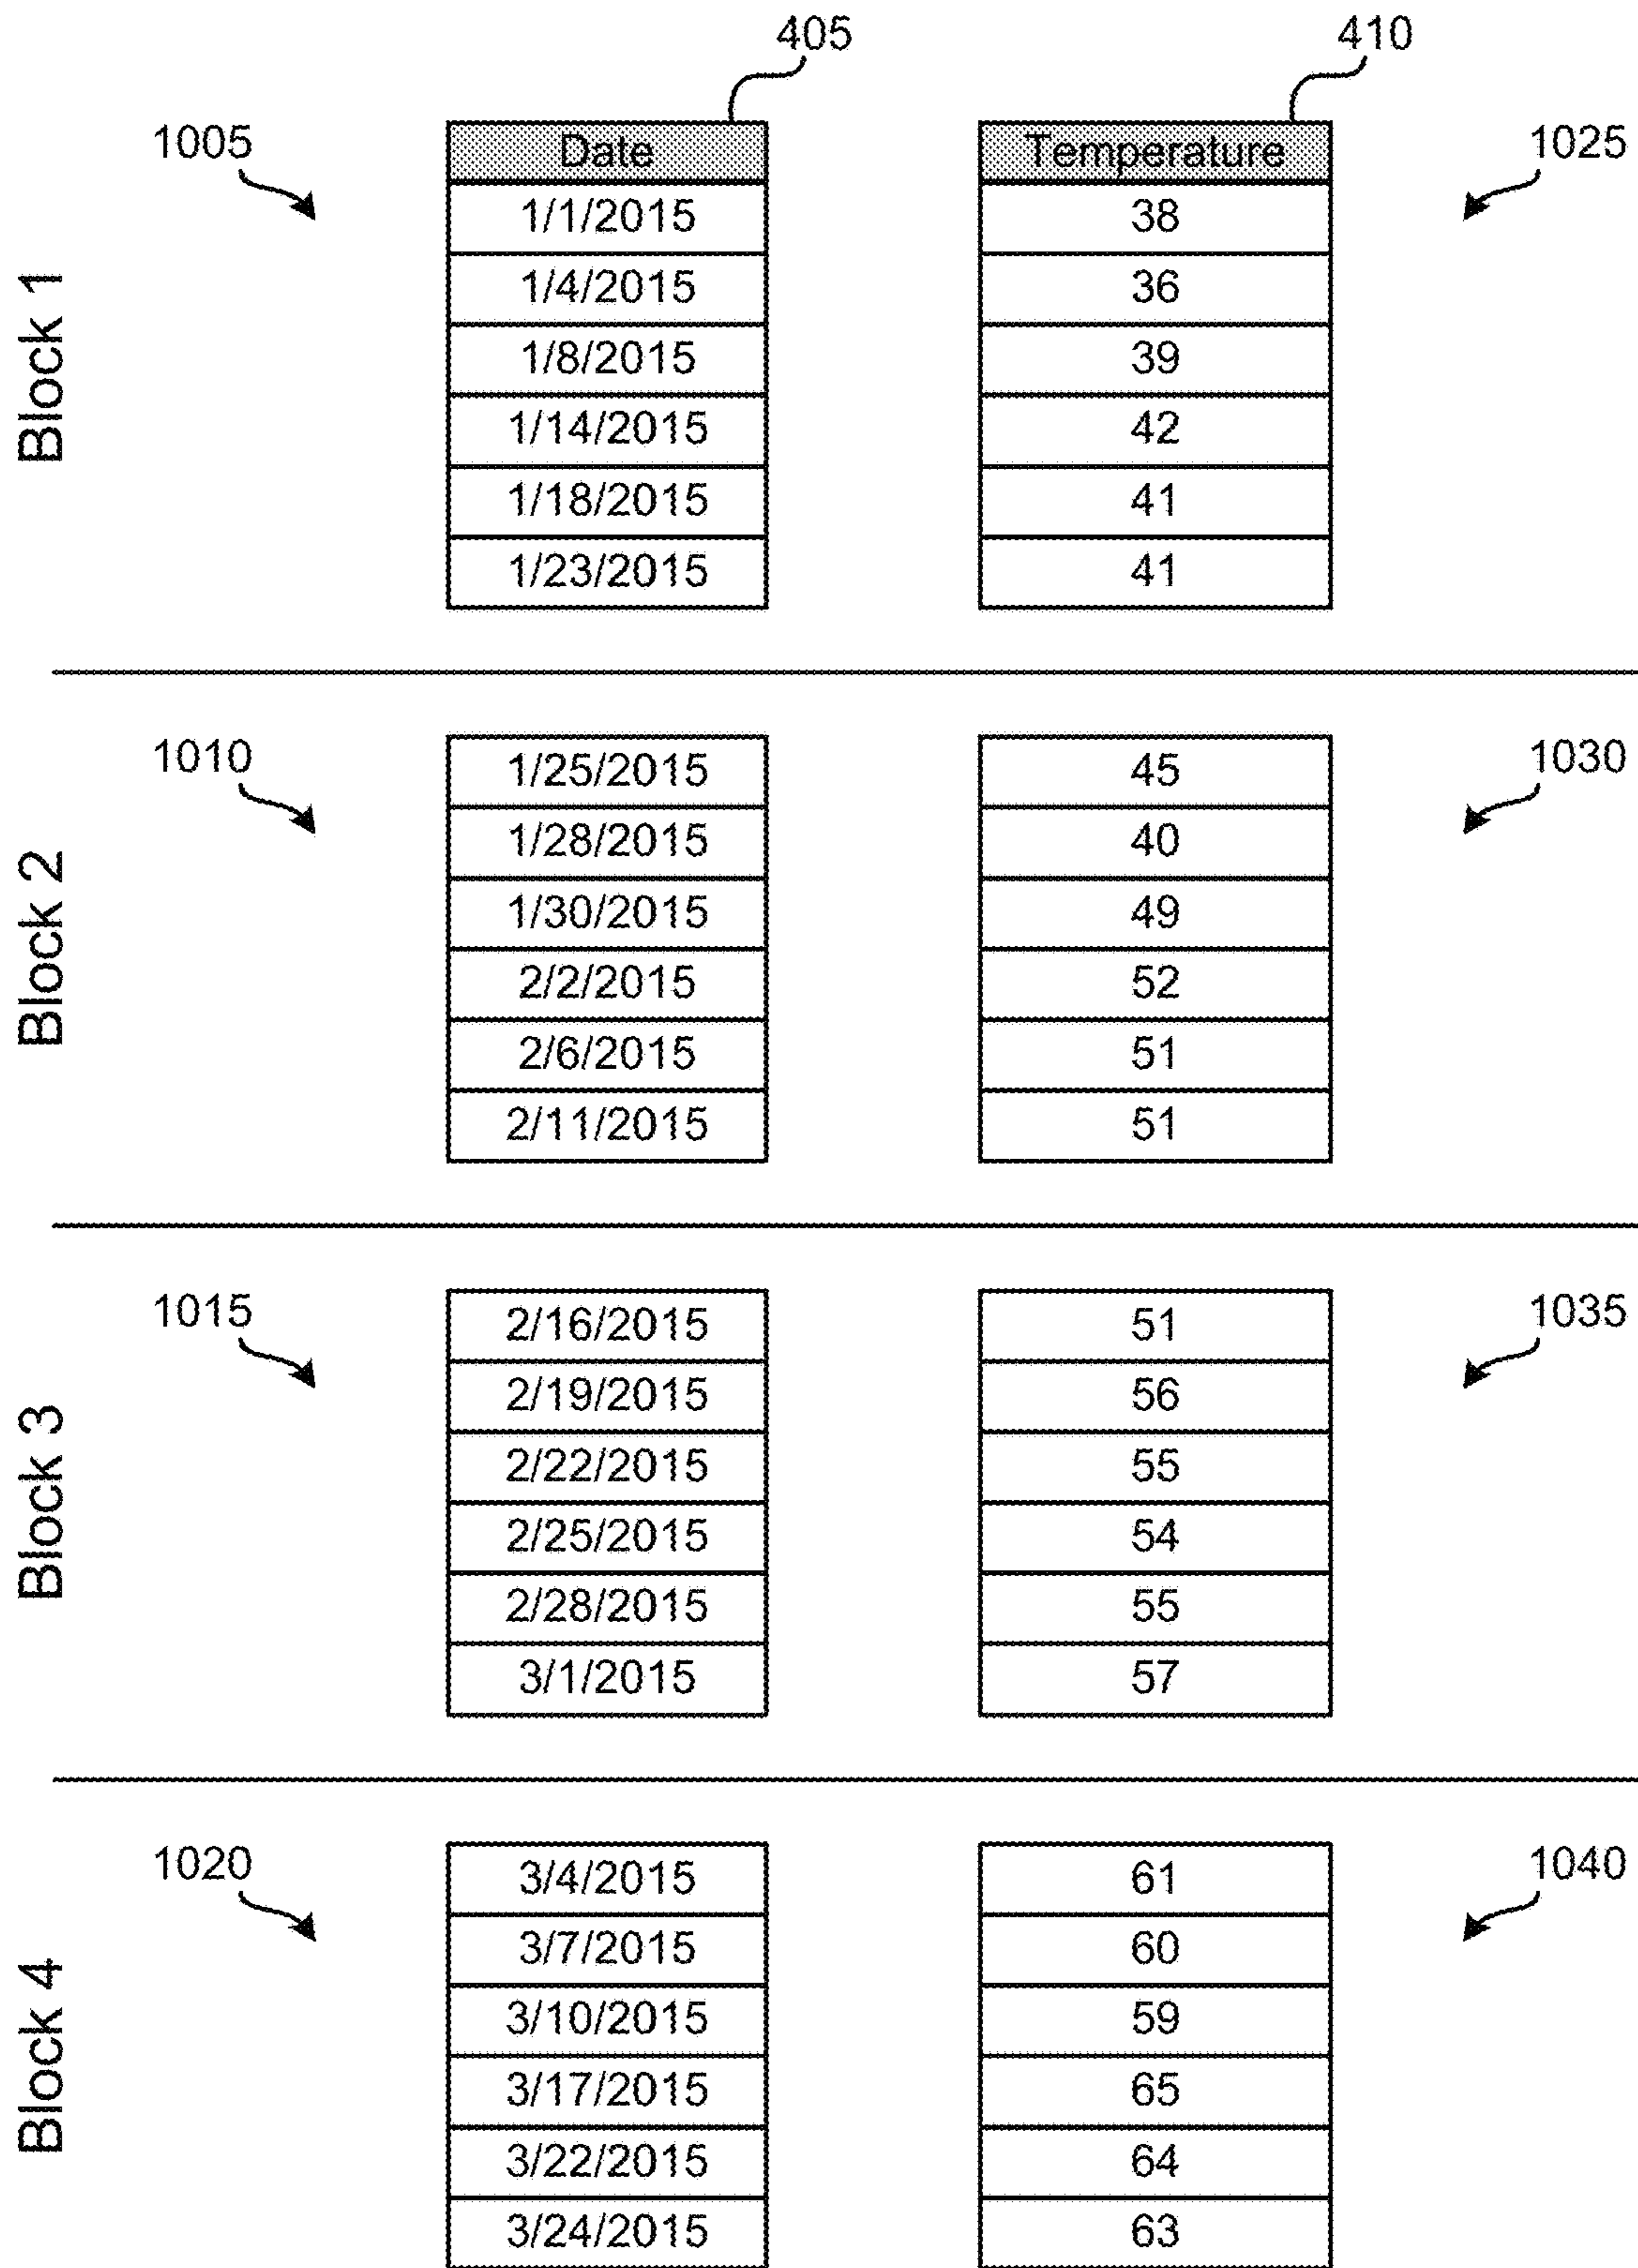 405 410
1005 Date Temperature 1025
Block 1
1/1/2015 38
1/4/2015 36
1/8/2015 39
1/14/2015 42
1/18/2015 41
1/23/2015 41
1010 1/25/2015 45 1030
Block 2
1/28/2015 40
1/30/2015 49
2/2/2015 52
2/6/2015 51
2/11/2015 51
1015 2/16/2015 51 1035
Block 3
2/19/2015 56
2/22/2015 55
2/25/2015 54
2/28/2015 55
3/1/2015 57
1020 3/4/2015 61 1040
Block 4
3/7/2015 60
3/10/2015 59
3/17/2015 65
3/22/2015 64
3/24/2015 63